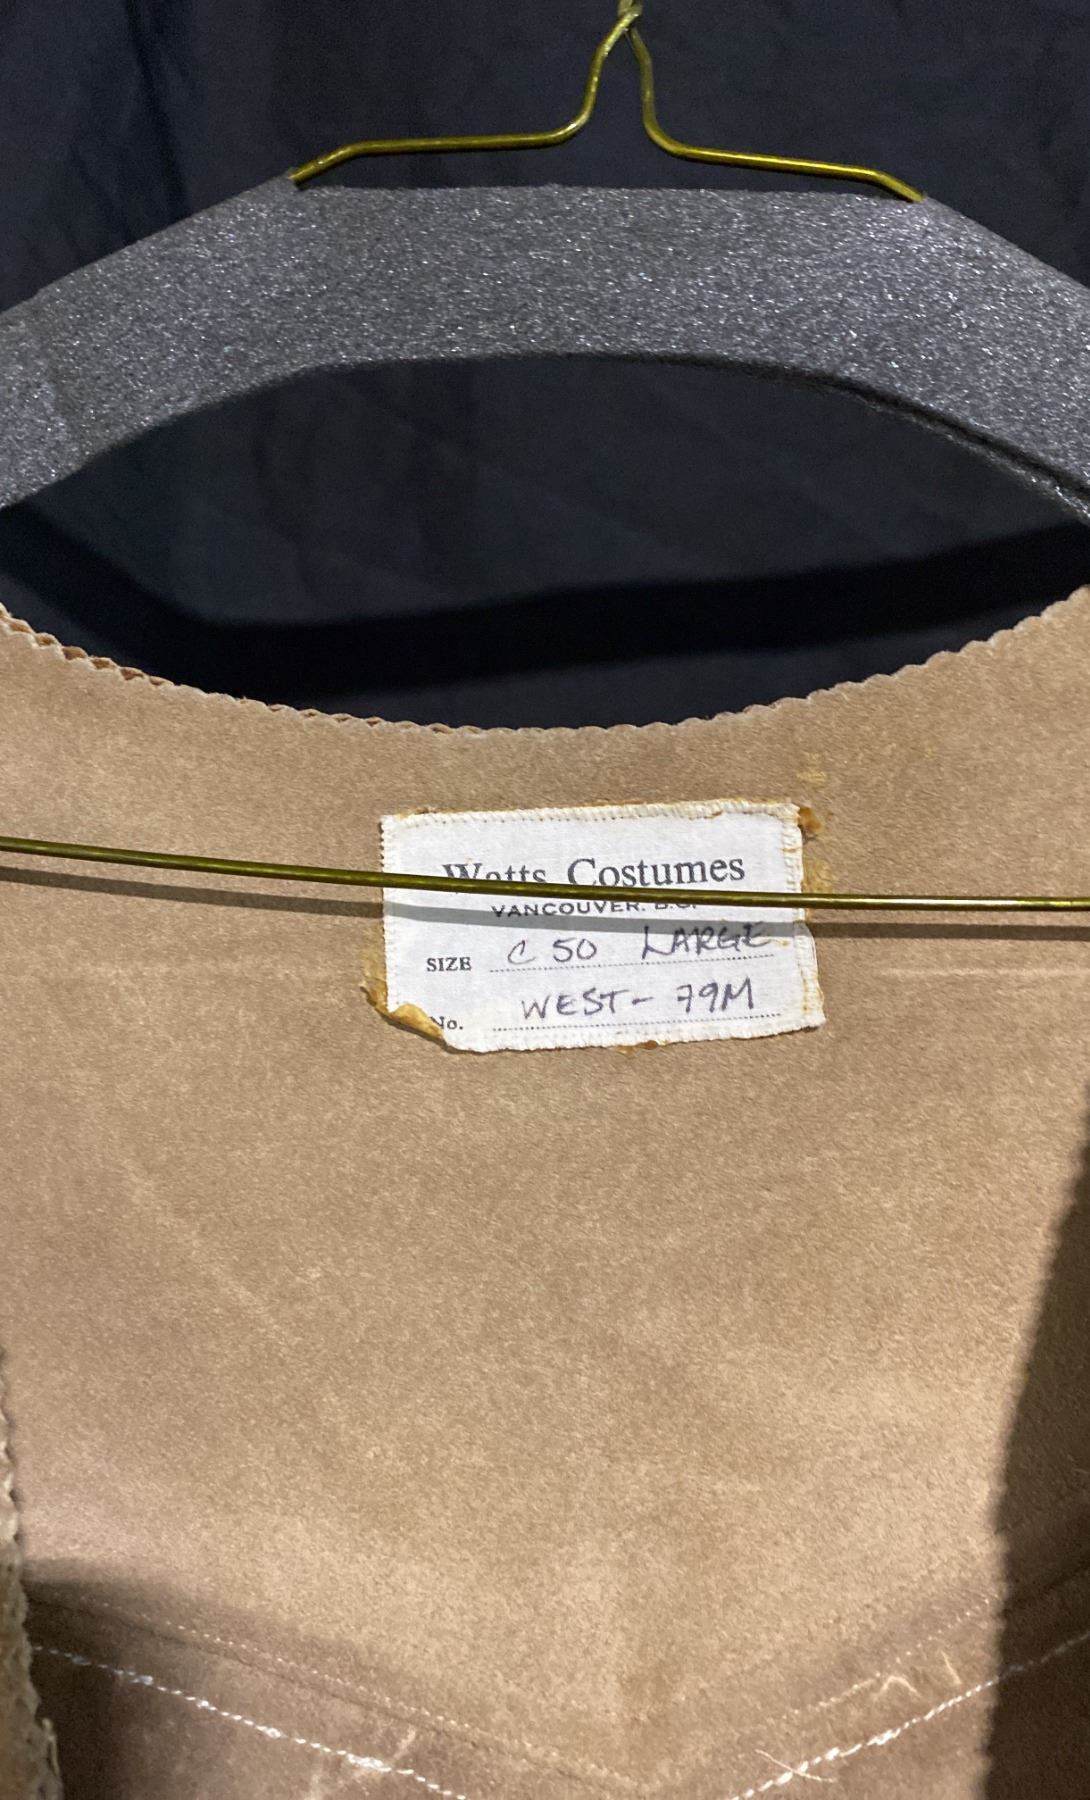 Watts Costumes
VANCOUVER. B.C.
SIZE C 50 LARGE
No. WEST- 79M